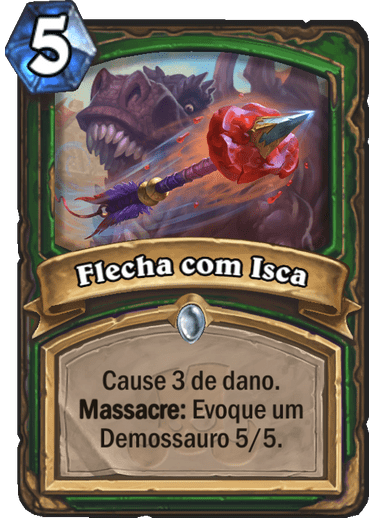 5
Flecha com Isca
Cause 3 de dano.
Massacre: Evoque um
Demossauro 5/5.